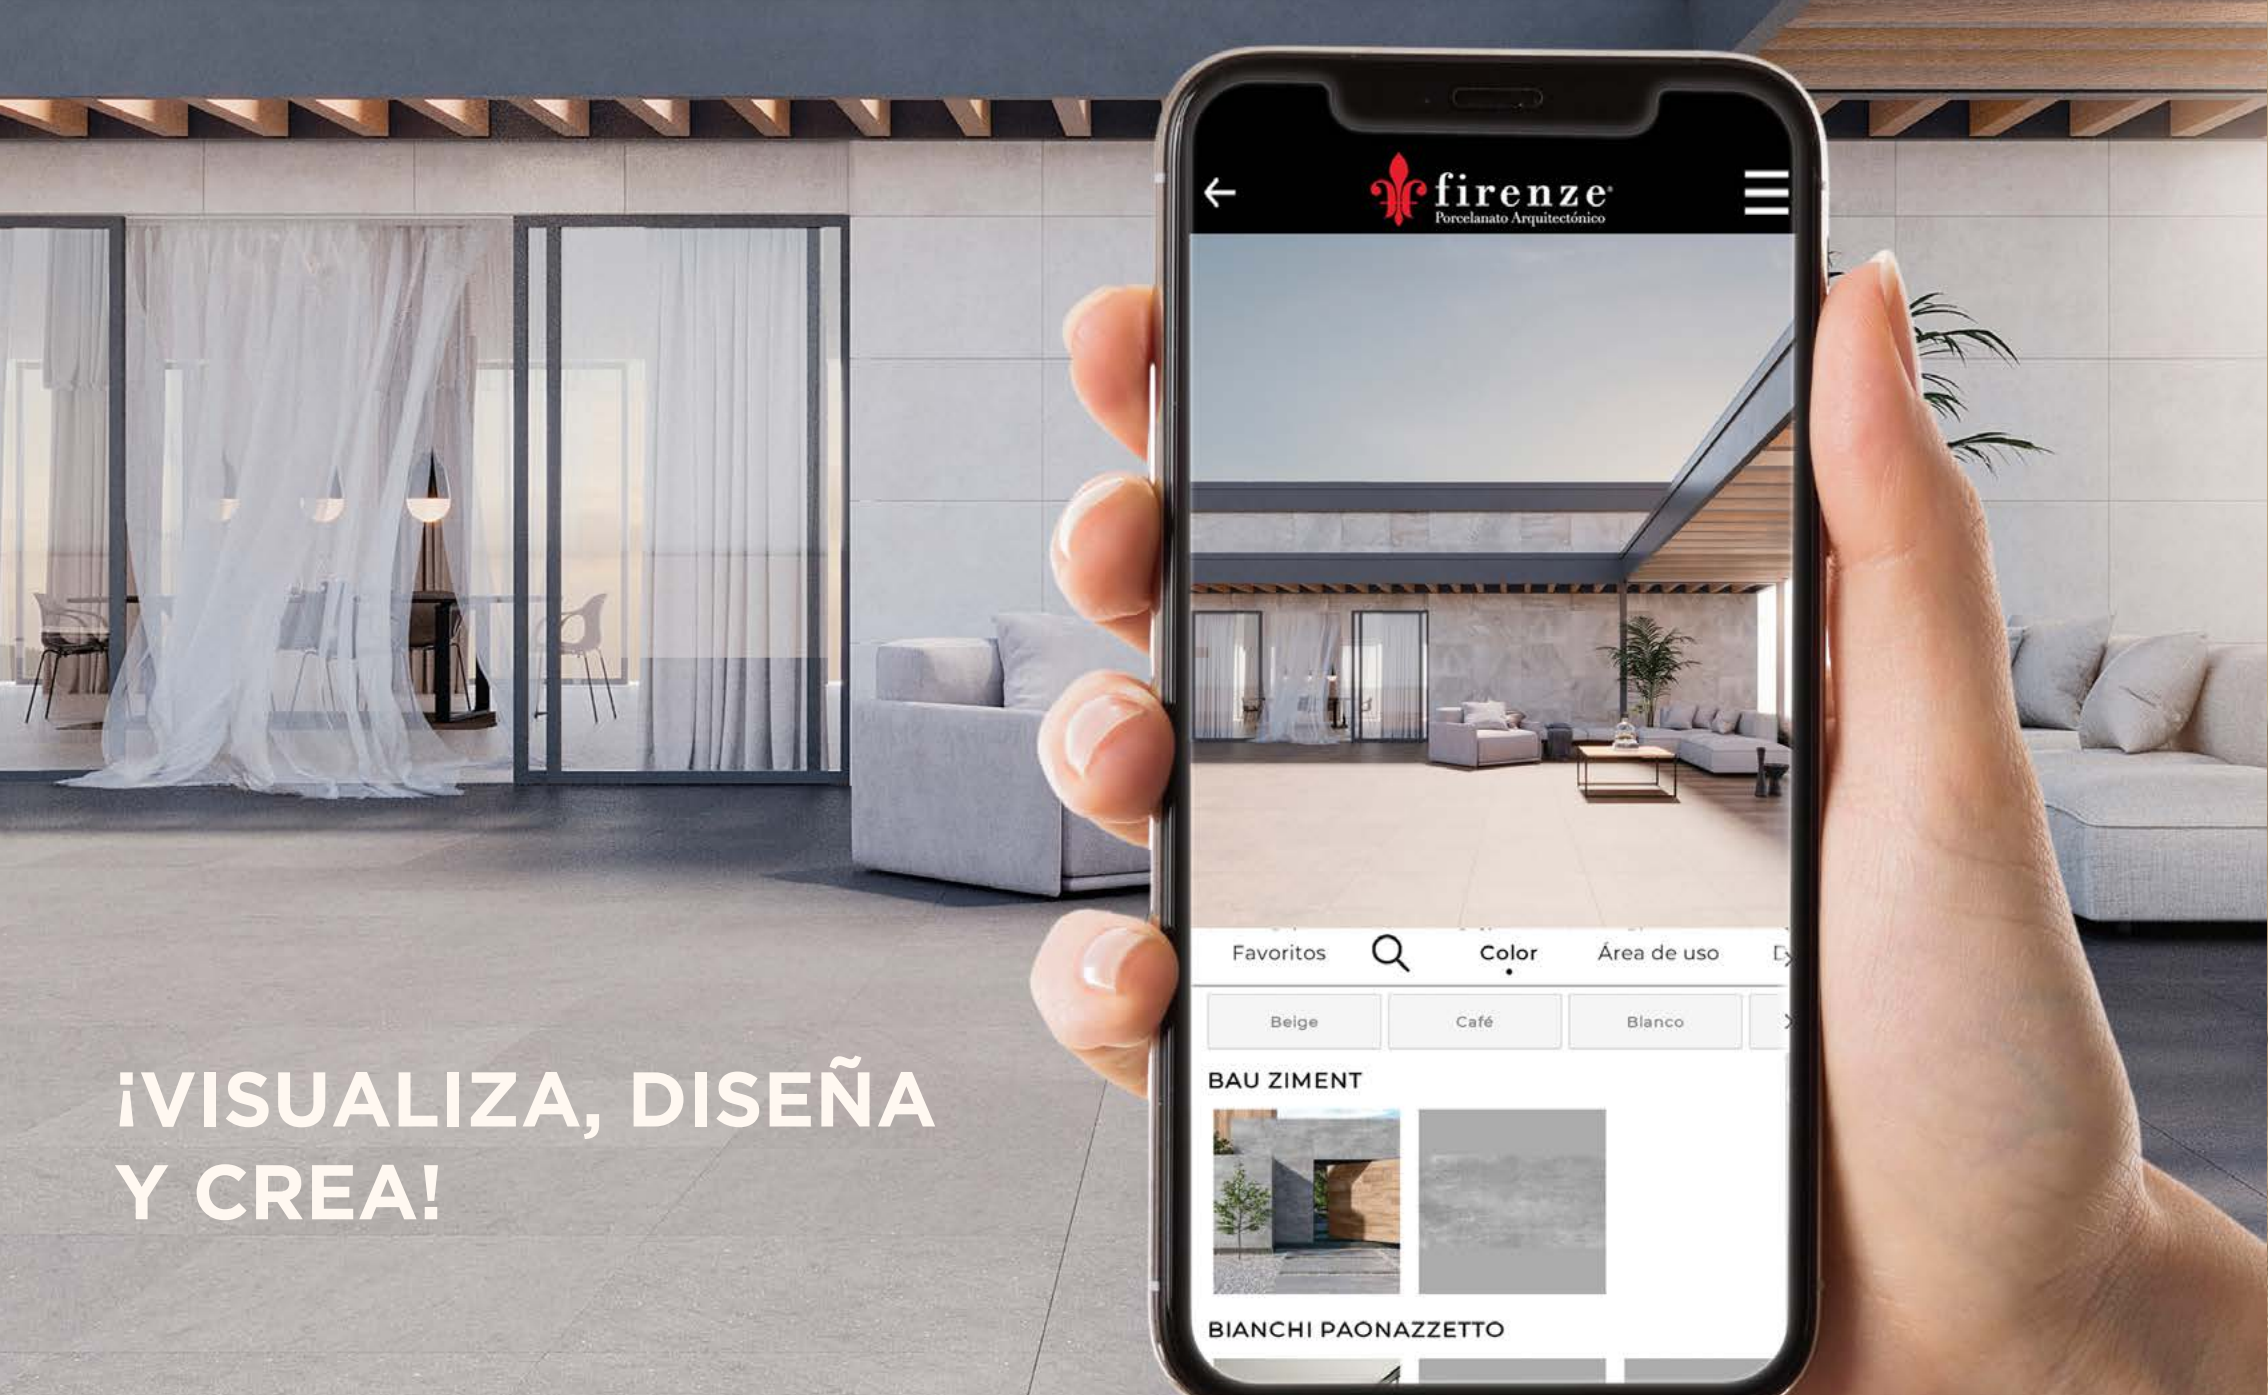 ¡VISUALIZA, DISEÑA
Y CREA!
firenze
Porcelanato Arquitectónico
Favoritos Color Área de uso D
Beige Café Blanco
BAU ZIMENT
BIANCHI PAONAZZETTO